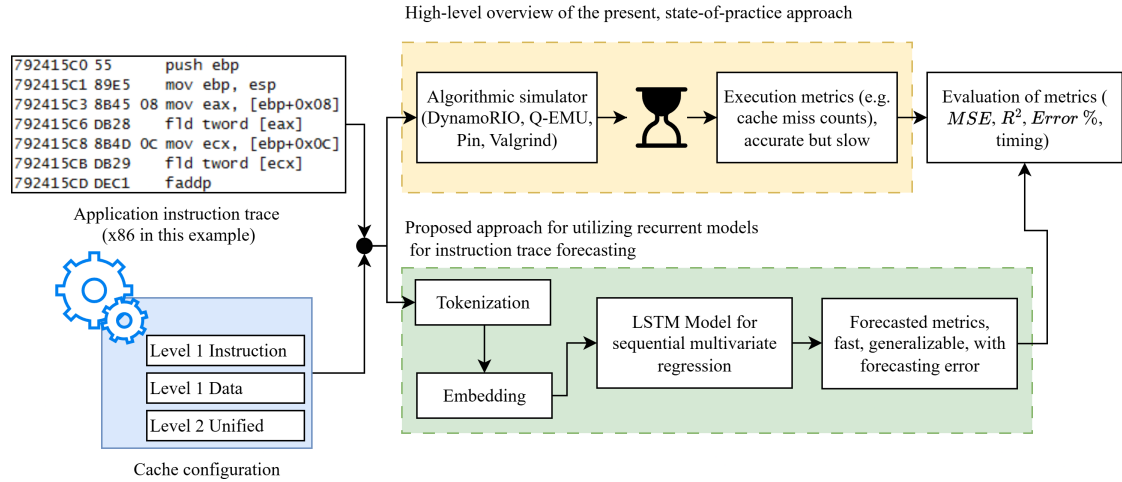 High-level overview of the present, state-of-practice approach
792415C0 55 push ebp
792415C1 89E5 mov ebp, esp
792415C3 8B45 08 mov eax, [ebp+0x08]
792415C6 DB28 fld tword [eax]
792415C8 8B4D 0C mov ecx, [ebp+0x0C]
792415CB DB29 fld tword [ecx]
792415CD DEC1 faddp
Application instruction trace
(x86 in this example)
Algorithmic simulator
(DynamoRIO, Q-EMU,
Pin, Valgrind)
Execution metrics (e.g.
cache miss counts),
accurate but slow
Evaluation of metrics (
MSE, R², Error %,
timing)
Proposed approach for utilizing recurrent models
for instruction trace forecasting
Tokenization
Embedding
LSTM Model for
sequential multivariate
regression
Forecasted metrics,
fast, generalizable, with
forecasting error
Level 1 Instruction
Level 1 Data
Level 2 Unified
Cache configuration